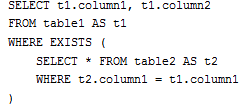 SELECT t1.column1, t1.column2
FROM table1 AS t1
WHERE EXISTS (
    SELECT * FROM table2 AS t2
    WHERE t2.column1 = t1.column1
)